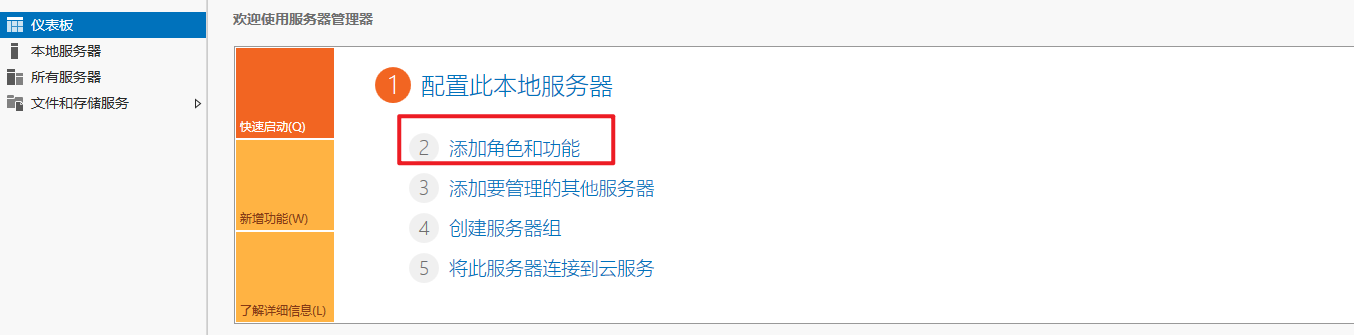 仪表板
本地服务器
所有服务器
文件和存储服务
欢迎使用服务器管理器
快速启动(Q)
新增功能(W)
了解详细信息(L)
1 配置此本地服务器
2 添加角色和功能
3 添加要管理的其他服务器
4 创建服务器组
5 将此服务器连接到云服务